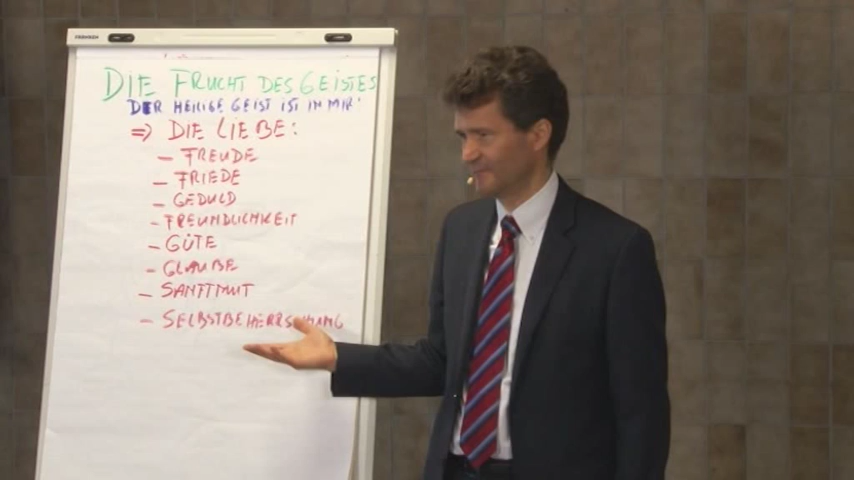 DIE FRUCHT DES GEISTES
DER HEILIGE GEIST IST IN MIR!
=> DIE LIEBE:
- FREUDE
- FRIEDE
- GEDULD
- FREUNDLICHKEIT
- GÜTE
- GLAUBE
- SANFTMUT
- SELBSTBEHERRSCHUNG